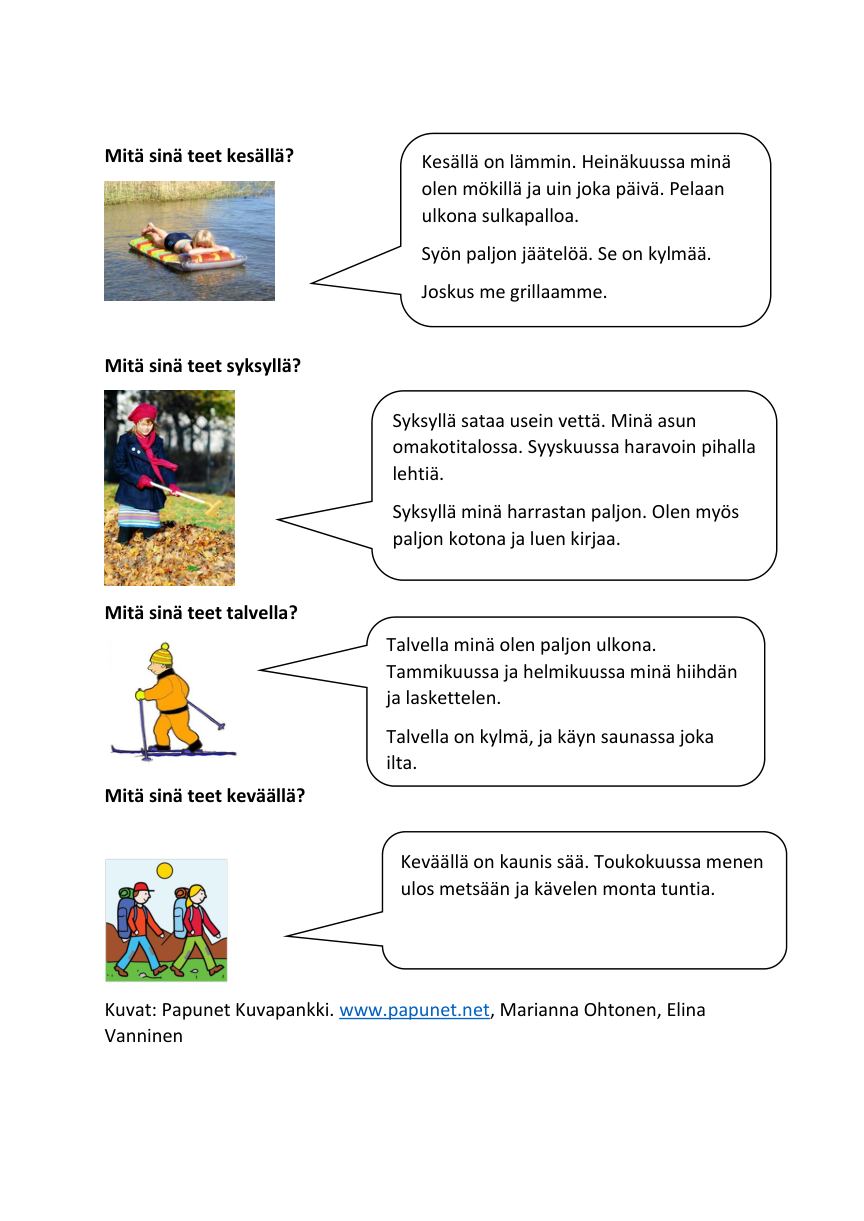 Mitä sinä teet kesällä?
Kesällä on lämmin. Heinäkuussa minä
olen mökillä ja uin joka päivä. Pelaan
ulkona sulkapalloa.
Syön paljon jäätelöä. Se on kylmää.
Joskus me grillaamme.
Mitä sinä teet syksyllä?
Syksyllä sataa usein vettä. Minä asun
omakotitalossa. Syyskuussa haravoin pihalla
lehtiä.
Syksyllä minä harrastan paljon. Olen myös
paljon kotona ja luen kirjaa.
Mitä sinä teet talvella?
Talvella minä olen paljon ulkona.
Tammikuussa ja helmikuussa minä hiihdän
ja laskettelen.
Talvella on kylmä, ja käyn saunassa joka
ilta.
Mitä sinä teet keväällä?
Keväällä on kaunis sää. Toukokuussa menen
ulos metsään ja kävelen monta tuntia.
Kuvat: Papunet Kuvapankki. www.papunet.net, Marianna Ohtonen, Elina
Vanninen